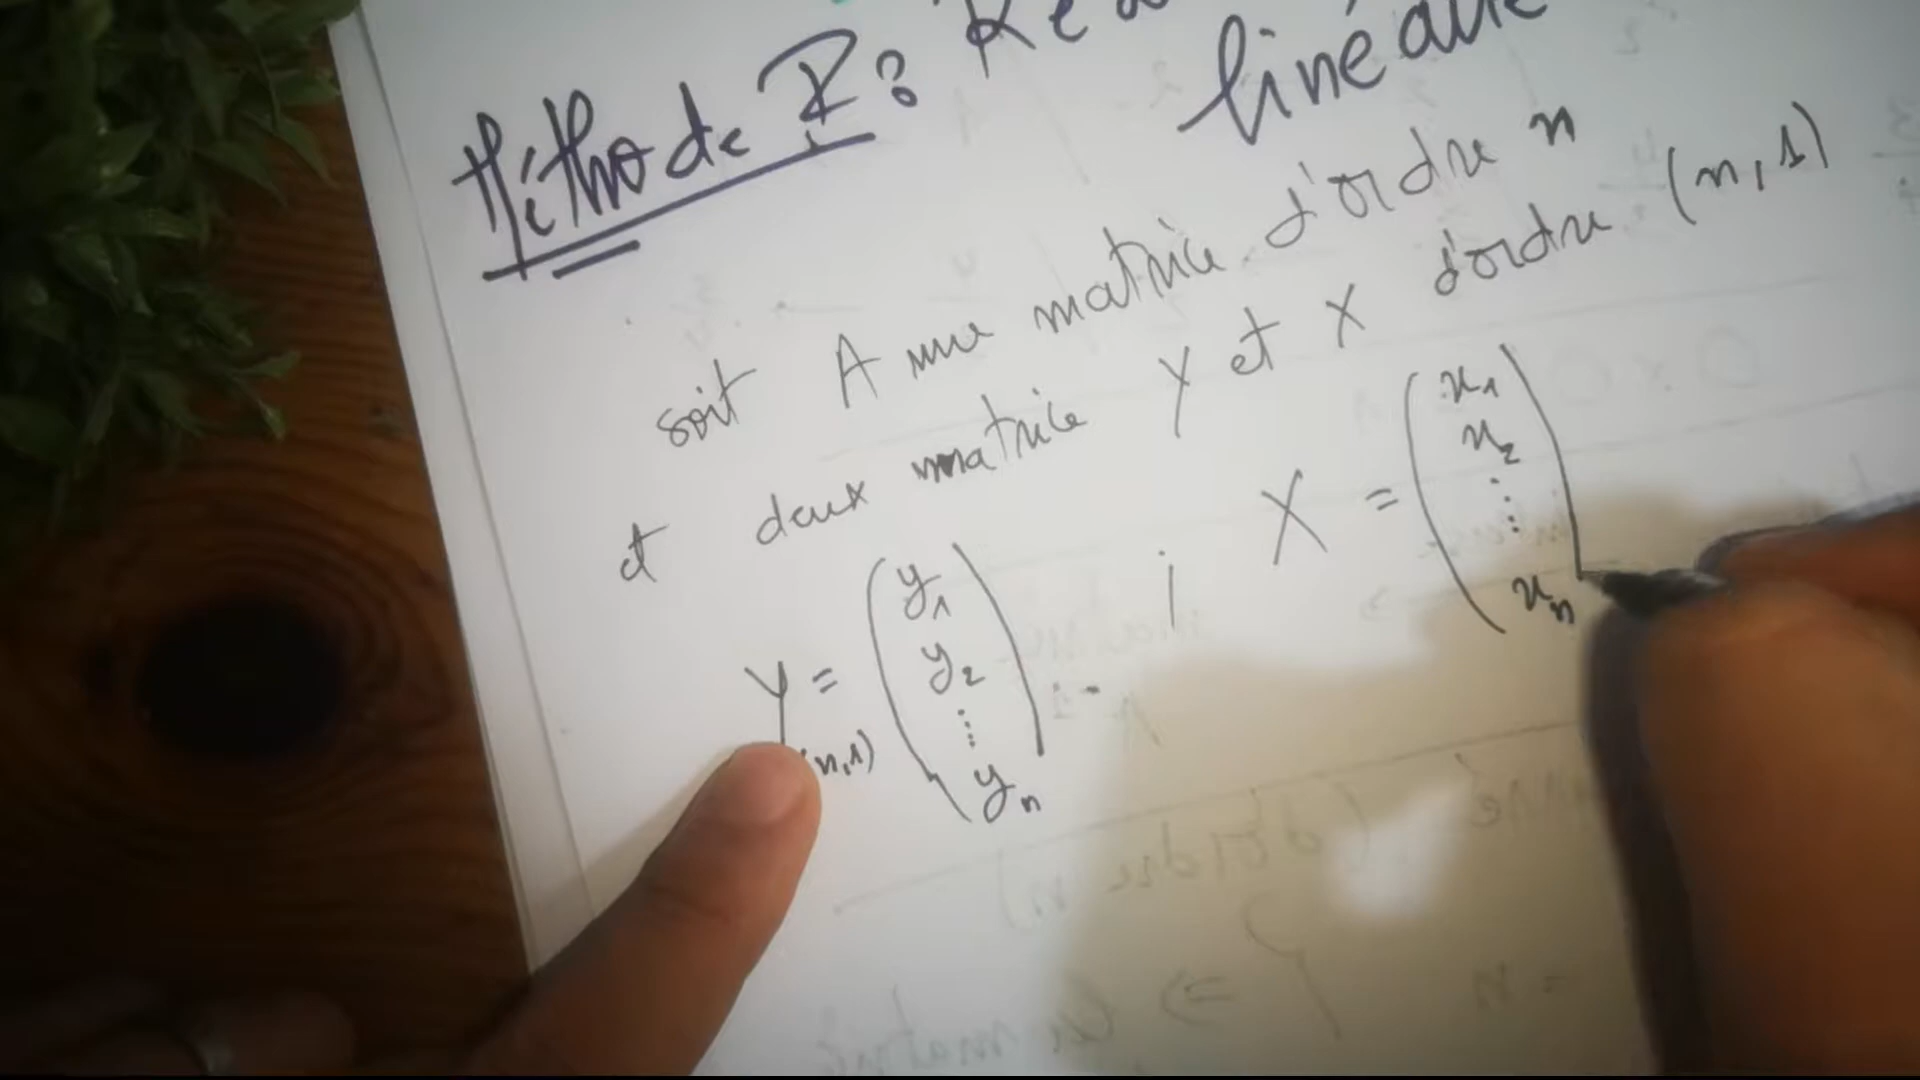 Méthode I :
linéaire
soit A une matrice d'ordre n
et deux matrice Y et X d'ordre (n,1)
Y = (y1 y2 ⋮ yn) ; X = (x1 x2 ⋮ xn)
(n,1)